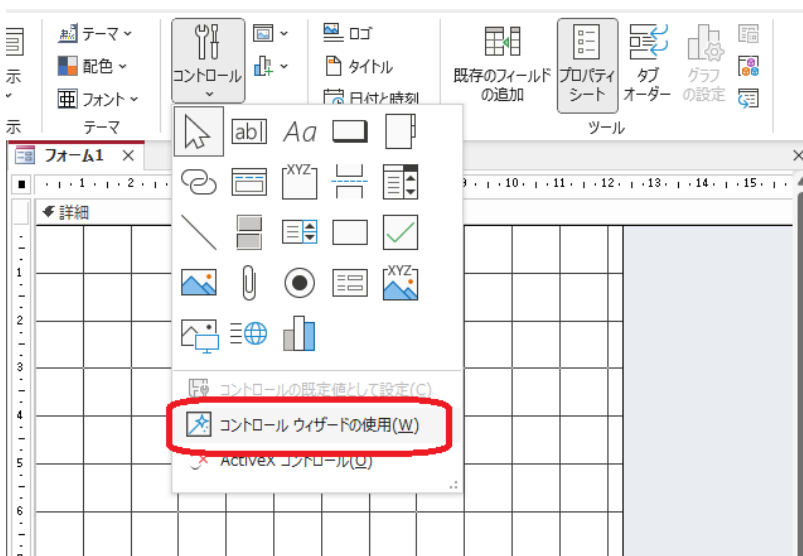 テーマ
配色
フォント
テーマ
コントロール
ロゴ
タイトル
日付と時刻
既存のフィールド
の追加
プロパティ
シート
タブ
オーダー
グラフ
の設定
ツール
示
示
フォーム1
1 2
9 10 11 12 13 14 15
詳細
ab
Aa
XYZ
XYZ
1
2
3
4
5
6
コントロールの既定値として設定(C)
コントロール ウィザードの使用(W)
ActiveX コントロール(O)